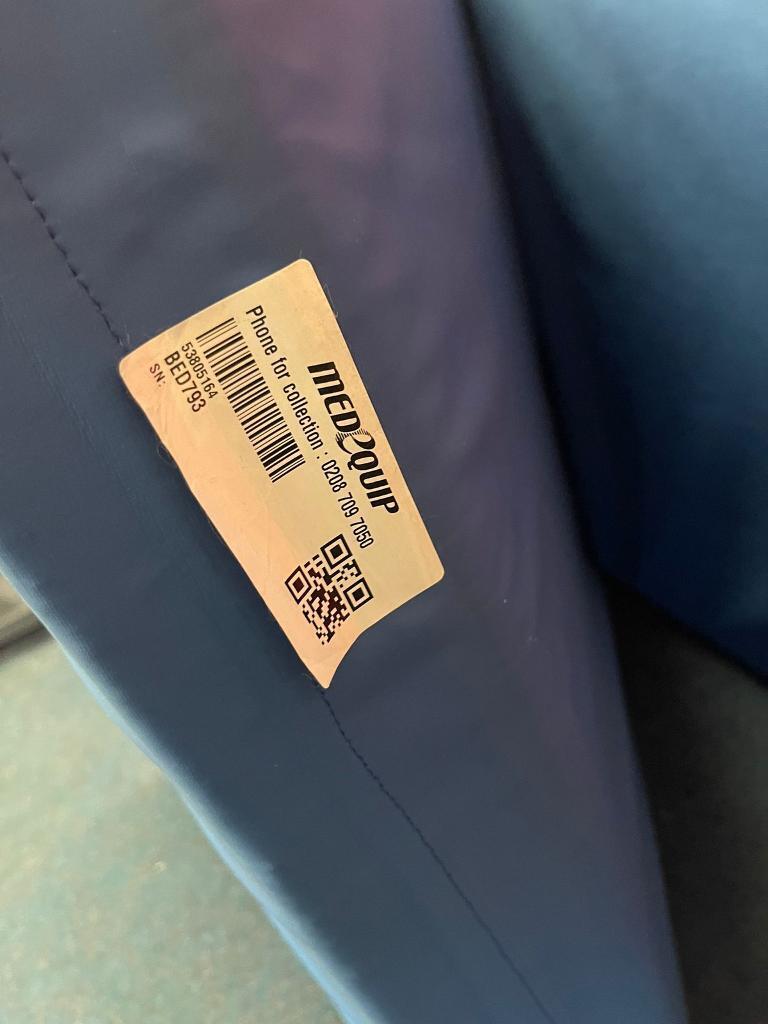 MEDEQUIP
Phone for collection : 0208 709 7050
53805164
BED793
SN: